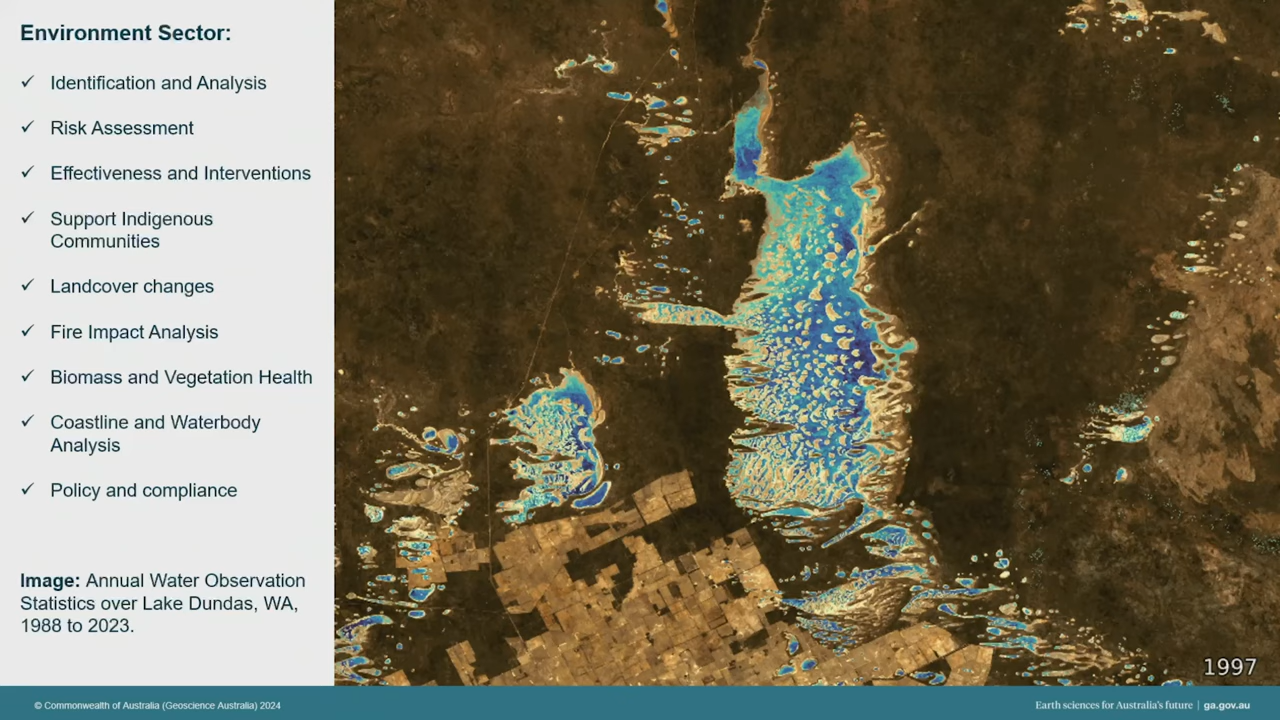 Environment Sector:
✓ Identification and Analysis
✓ Risk Assessment
✓ Effectiveness and Interventions
✓ Support Indigenous
Communities
✓ Landcover changes
✓ Fire Impact Analysis
✓ Biomass and Vegetation Health
✓ Coastline and Waterbody
Analysis
✓ Policy and compliance
Image: Annual Water Observation
Statistics over Lake Dundas, WA,
1988 to 2023.
1997
© Commonwealth of Australia (Geoscience Australia) 2024
Earth sciences for Australia's future | ga.gov.au